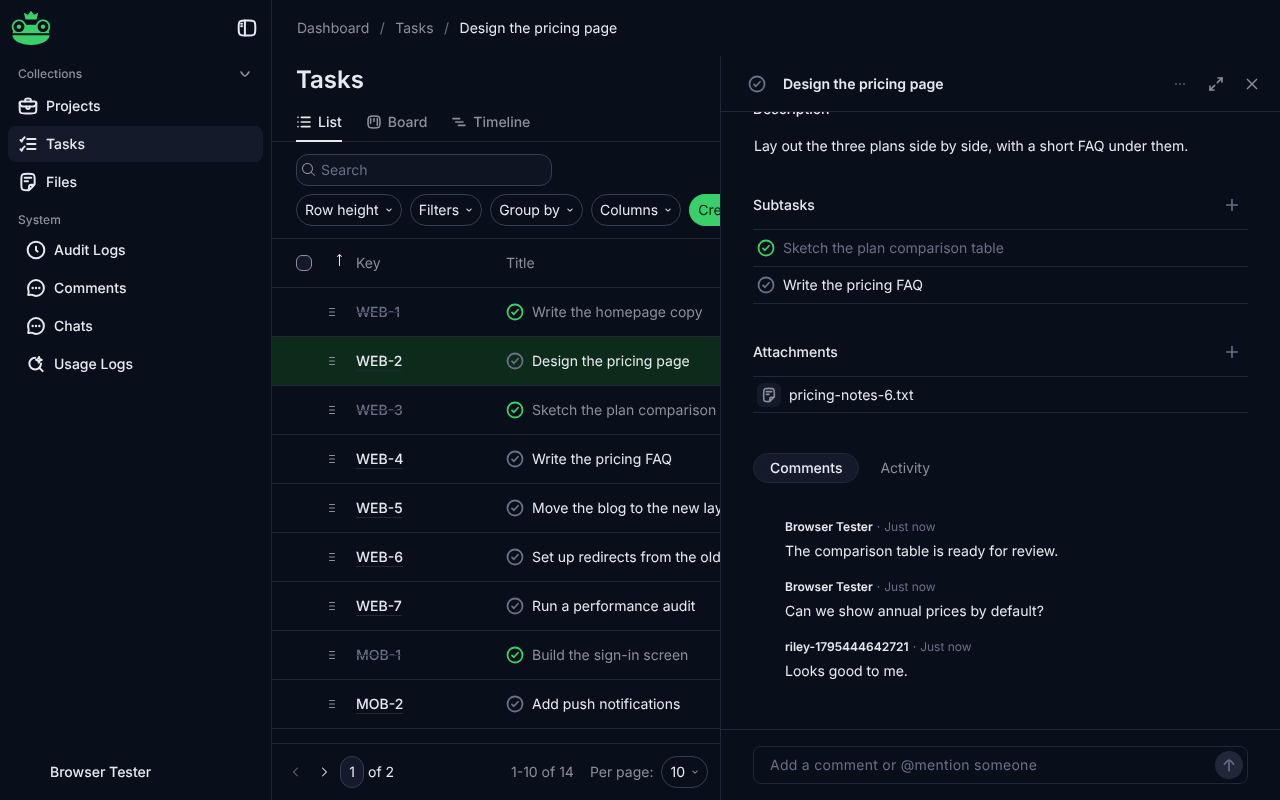 Collections
Projects
Tasks
Files
System
Audit Logs
Comments
Chats
Usage Logs
Browser Tester
Dashboard / Tasks / Design the pricing page
Tasks
List Board Timeline
Search
Row height Filters Group by Columns Cre
Key Title
WEB-1 Write the homepage copy
WEB-2 Design the pricing page
WEB-3 Sketch the plan comparison
WEB-4 Write the pricing FAQ
WEB-5 Move the blog to the new lay
WEB-6 Set up redirects from the old
WEB-7 Run a performance audit
MOB-1 Build the sign-in screen
MOB-2 Add push notifications
1 of 2 1-10 of 14 Per page: 10
Design the pricing page
Description
Lay out the three plans side by side, with a short FAQ under them.
Subtasks
Sketch the plan comparison table
Write the pricing FAQ
Attachments
pricing-notes-6.txt
Comments Activity
Browser Tester · Just now
The comparison table is ready for review.
Browser Tester · Just now
Can we show annual prices by default?
riley-1795444642721 · Just now
Looks good to me.
Add a comment or @mention someone